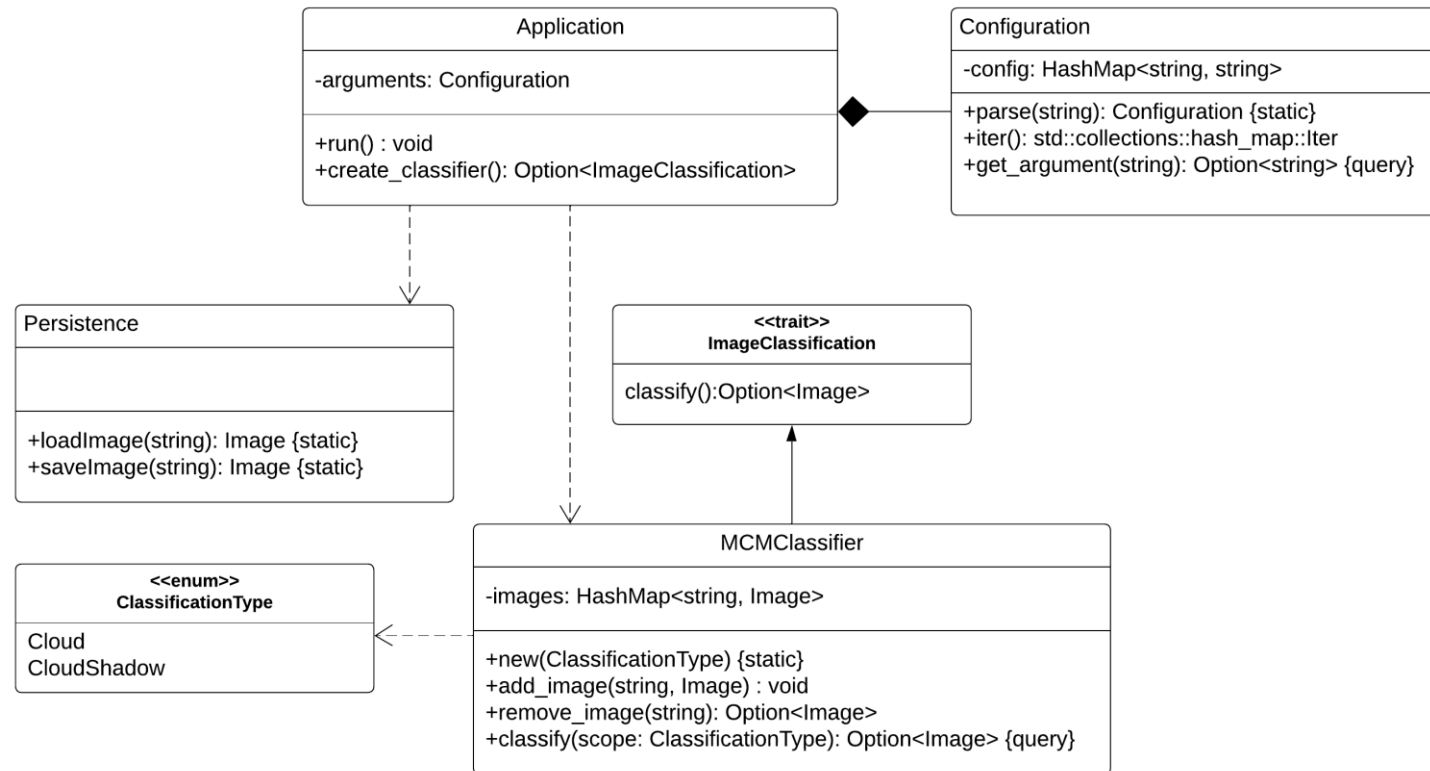 Application
-arguments: Configuration
+run() : void
+create_classifier(): Option<ImageClassification>
Configuration
-config: HashMap<string, string>
+parse(string): Configuration {static}
+iter(): std::collections::hash_map::Iter
+get_argument(string): Option<string> {query}
Persistence
+loadImage(string): Image {static}
+saveImage(string): Image {static}
<<trait>>
ImageClassification
classify():Option<Image>
<<enum>>
ClassificationType
Cloud
CloudShadow
MCMClassifier
-images: HashMap<string, Image>
+new(ClassificationType) {static}
+add_image(string, Image) : void
+remove_image(string): Option<Image>
+classify(scope: ClassificationType): Option<Image> {query}